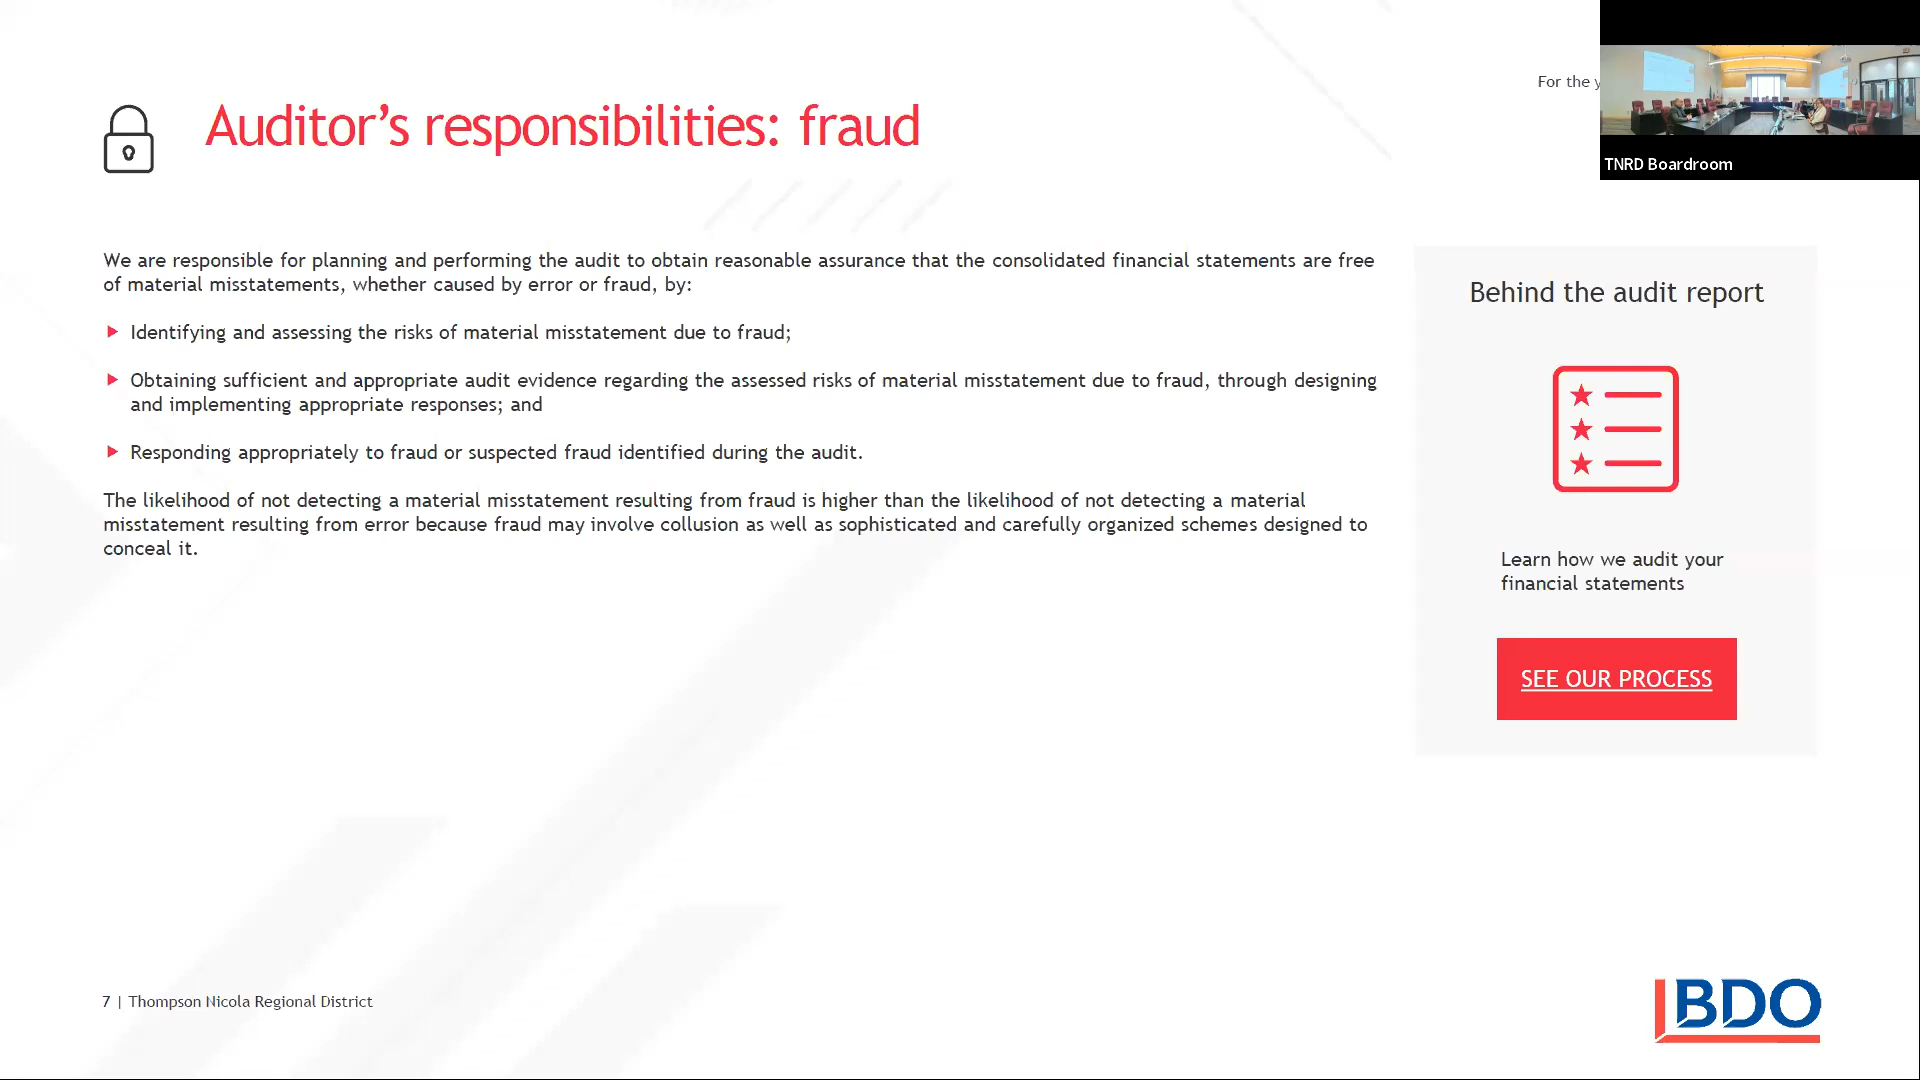 For the
TNRD Boardroom
Auditor’s responsibilities: fraud
We are responsible for planning and performing the audit to obtain reasonable assurance that the consolidated financial statements are free
of material misstatements, whether caused by error or fraud, by:
Identifying and assessing the risks of material misstatement due to fraud;
Obtaining sufficient and appropriate audit evidence regarding the assessed risks of material misstatement due to fraud, through designing
and implementing appropriate responses; and
Responding appropriately to fraud or suspected fraud identified during the audit.
The likelihood of not detecting a material misstatement resulting from fraud is higher than the likelihood of not detecting a material
misstatement resulting from error because fraud may involve collusion as well as sophisticated and carefully organized schemes designed to
conceal it.
Behind the audit report
Learn how we audit your
financial statements
SEE OUR PROCESS
7 | Thompson Nicola Regional District
BDO